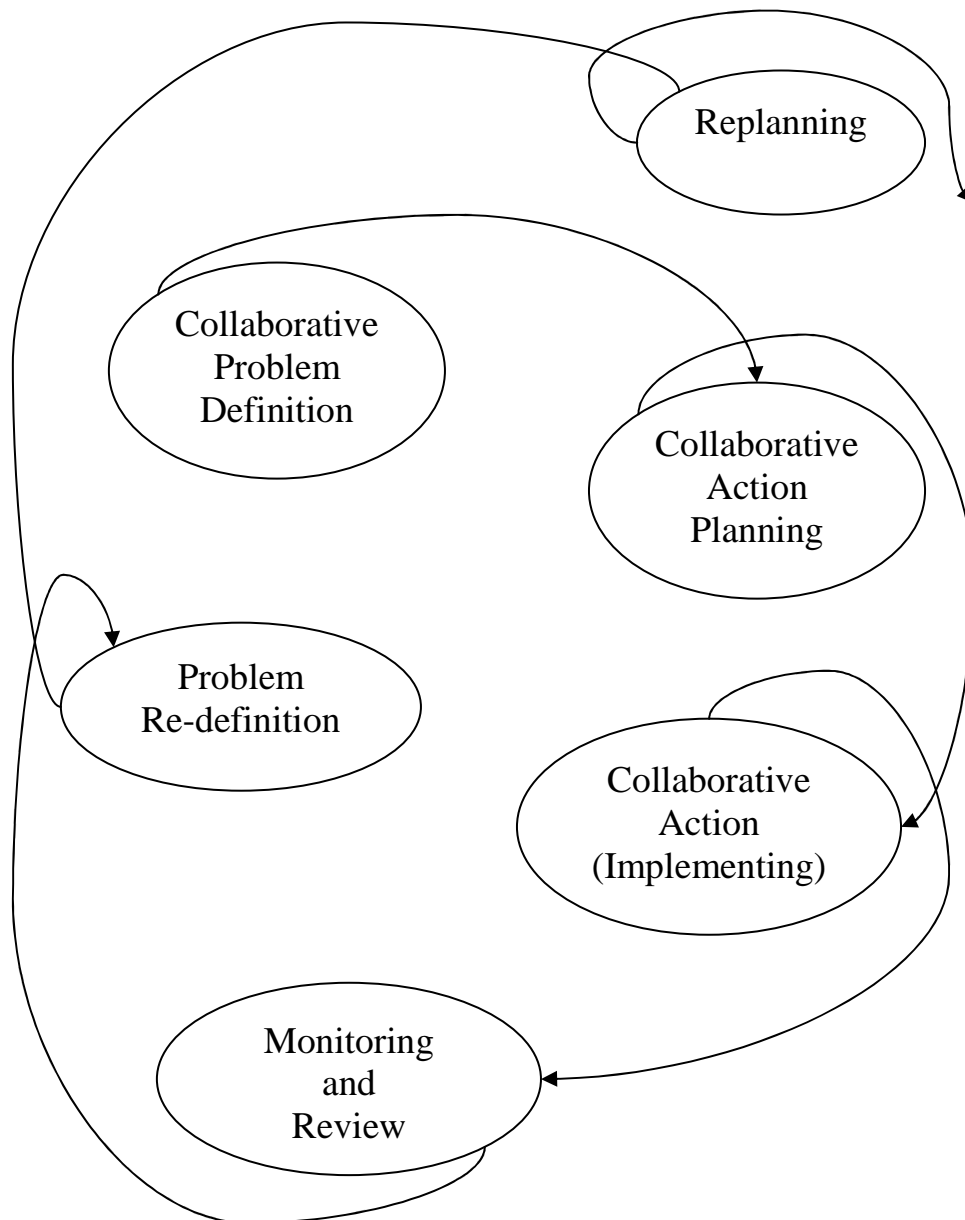 Replanning
Collaborative
Problem
Definition
Collaborative
Action
Planning
Problem
Re-definition
Collaborative
Action
(Implementing)
Monitoring
and
Review